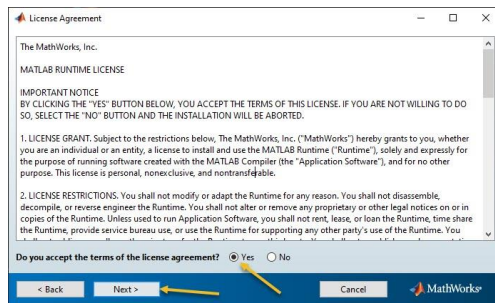 License Agreement
The MathWorks, Inc.
MATLAB RUNTIME LICENSE
IMPORTANT NOTICE
BY CLICKING THE "YES" BUTTON BELOW, YOU ACCEPT THE TERMS OF THIS LICENSE. IF YOU ARE NOT WILLING TO DO
SO, SELECT THE "NO" BUTTON AND THE INSTALLATION WILL BE ABORTED.
1. LICENSE GRANT. Subject to the restrictions below, The MathWorks, Inc. ("MathWorks") hereby grants to you, whether
you are an individual or an entity, a license to install and use the MATLAB Runtime ("Runtime"), solely and expressly for
the purpose of running software created with the MATLAB Compiler (the "Application Software"), and for no other
purpose. This license is personal, nonexclusive, and nontransferable.
2. LICENSE RESTRICTIONS. You shall not modify or adapt the Runtime for any reason. You shall not disassemble,
decompile, or reverse engineer the Runtime. You shall not alter or remove any proprietary or other legal notices on or in
copies of the Runtime. Unless used to run Application Software, you shall not rent, lease, or loan the Runtime, time share
the Runtime, provide service bureau use, or use the Runtime for supporting any other party's use of the Runtime. You
Do you accept the terms of the license agreement? Yes No
< Back Next > Cancel MathWorks®